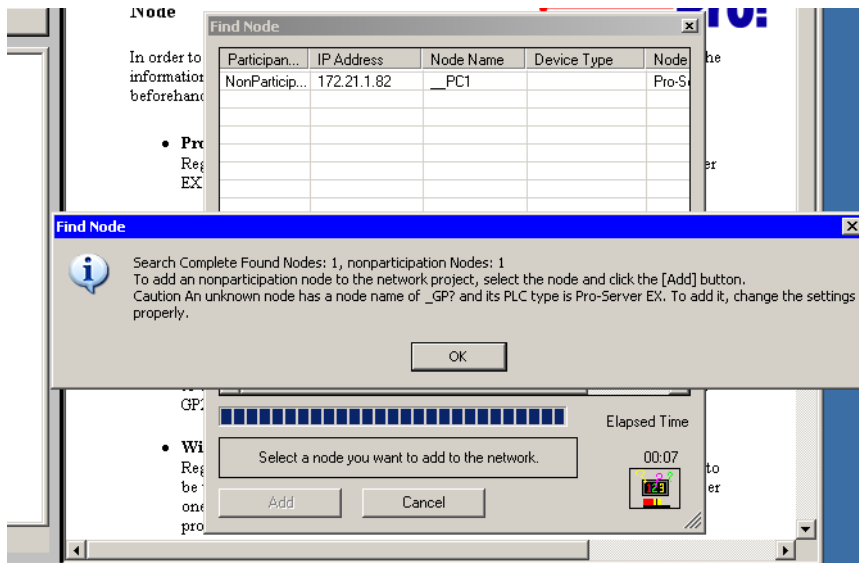 Node
Find Node
In order to
he
information
beforehand
Participan... IP Address Node Name Device Type Node
NonParticip... 172.21.1.82 __PC1 Pro-S
Pro!
• Pro
Reg
er
EX
Find Node
Search Complete Found Nodes: 1, nonparticipation Nodes: 1
To add an nonparticipation node to the network project, select the node and click the [Add] button.
Caution An unknown node has a node name of _GP? and its PLC type is Pro-Server EX. To add it, change the settings
properly.
OK
GP
Elapsed Time
• Wi
Reg
to
Select a node you want to add to the network.
00:07
be
er
123
one
Add
Cancel
pro